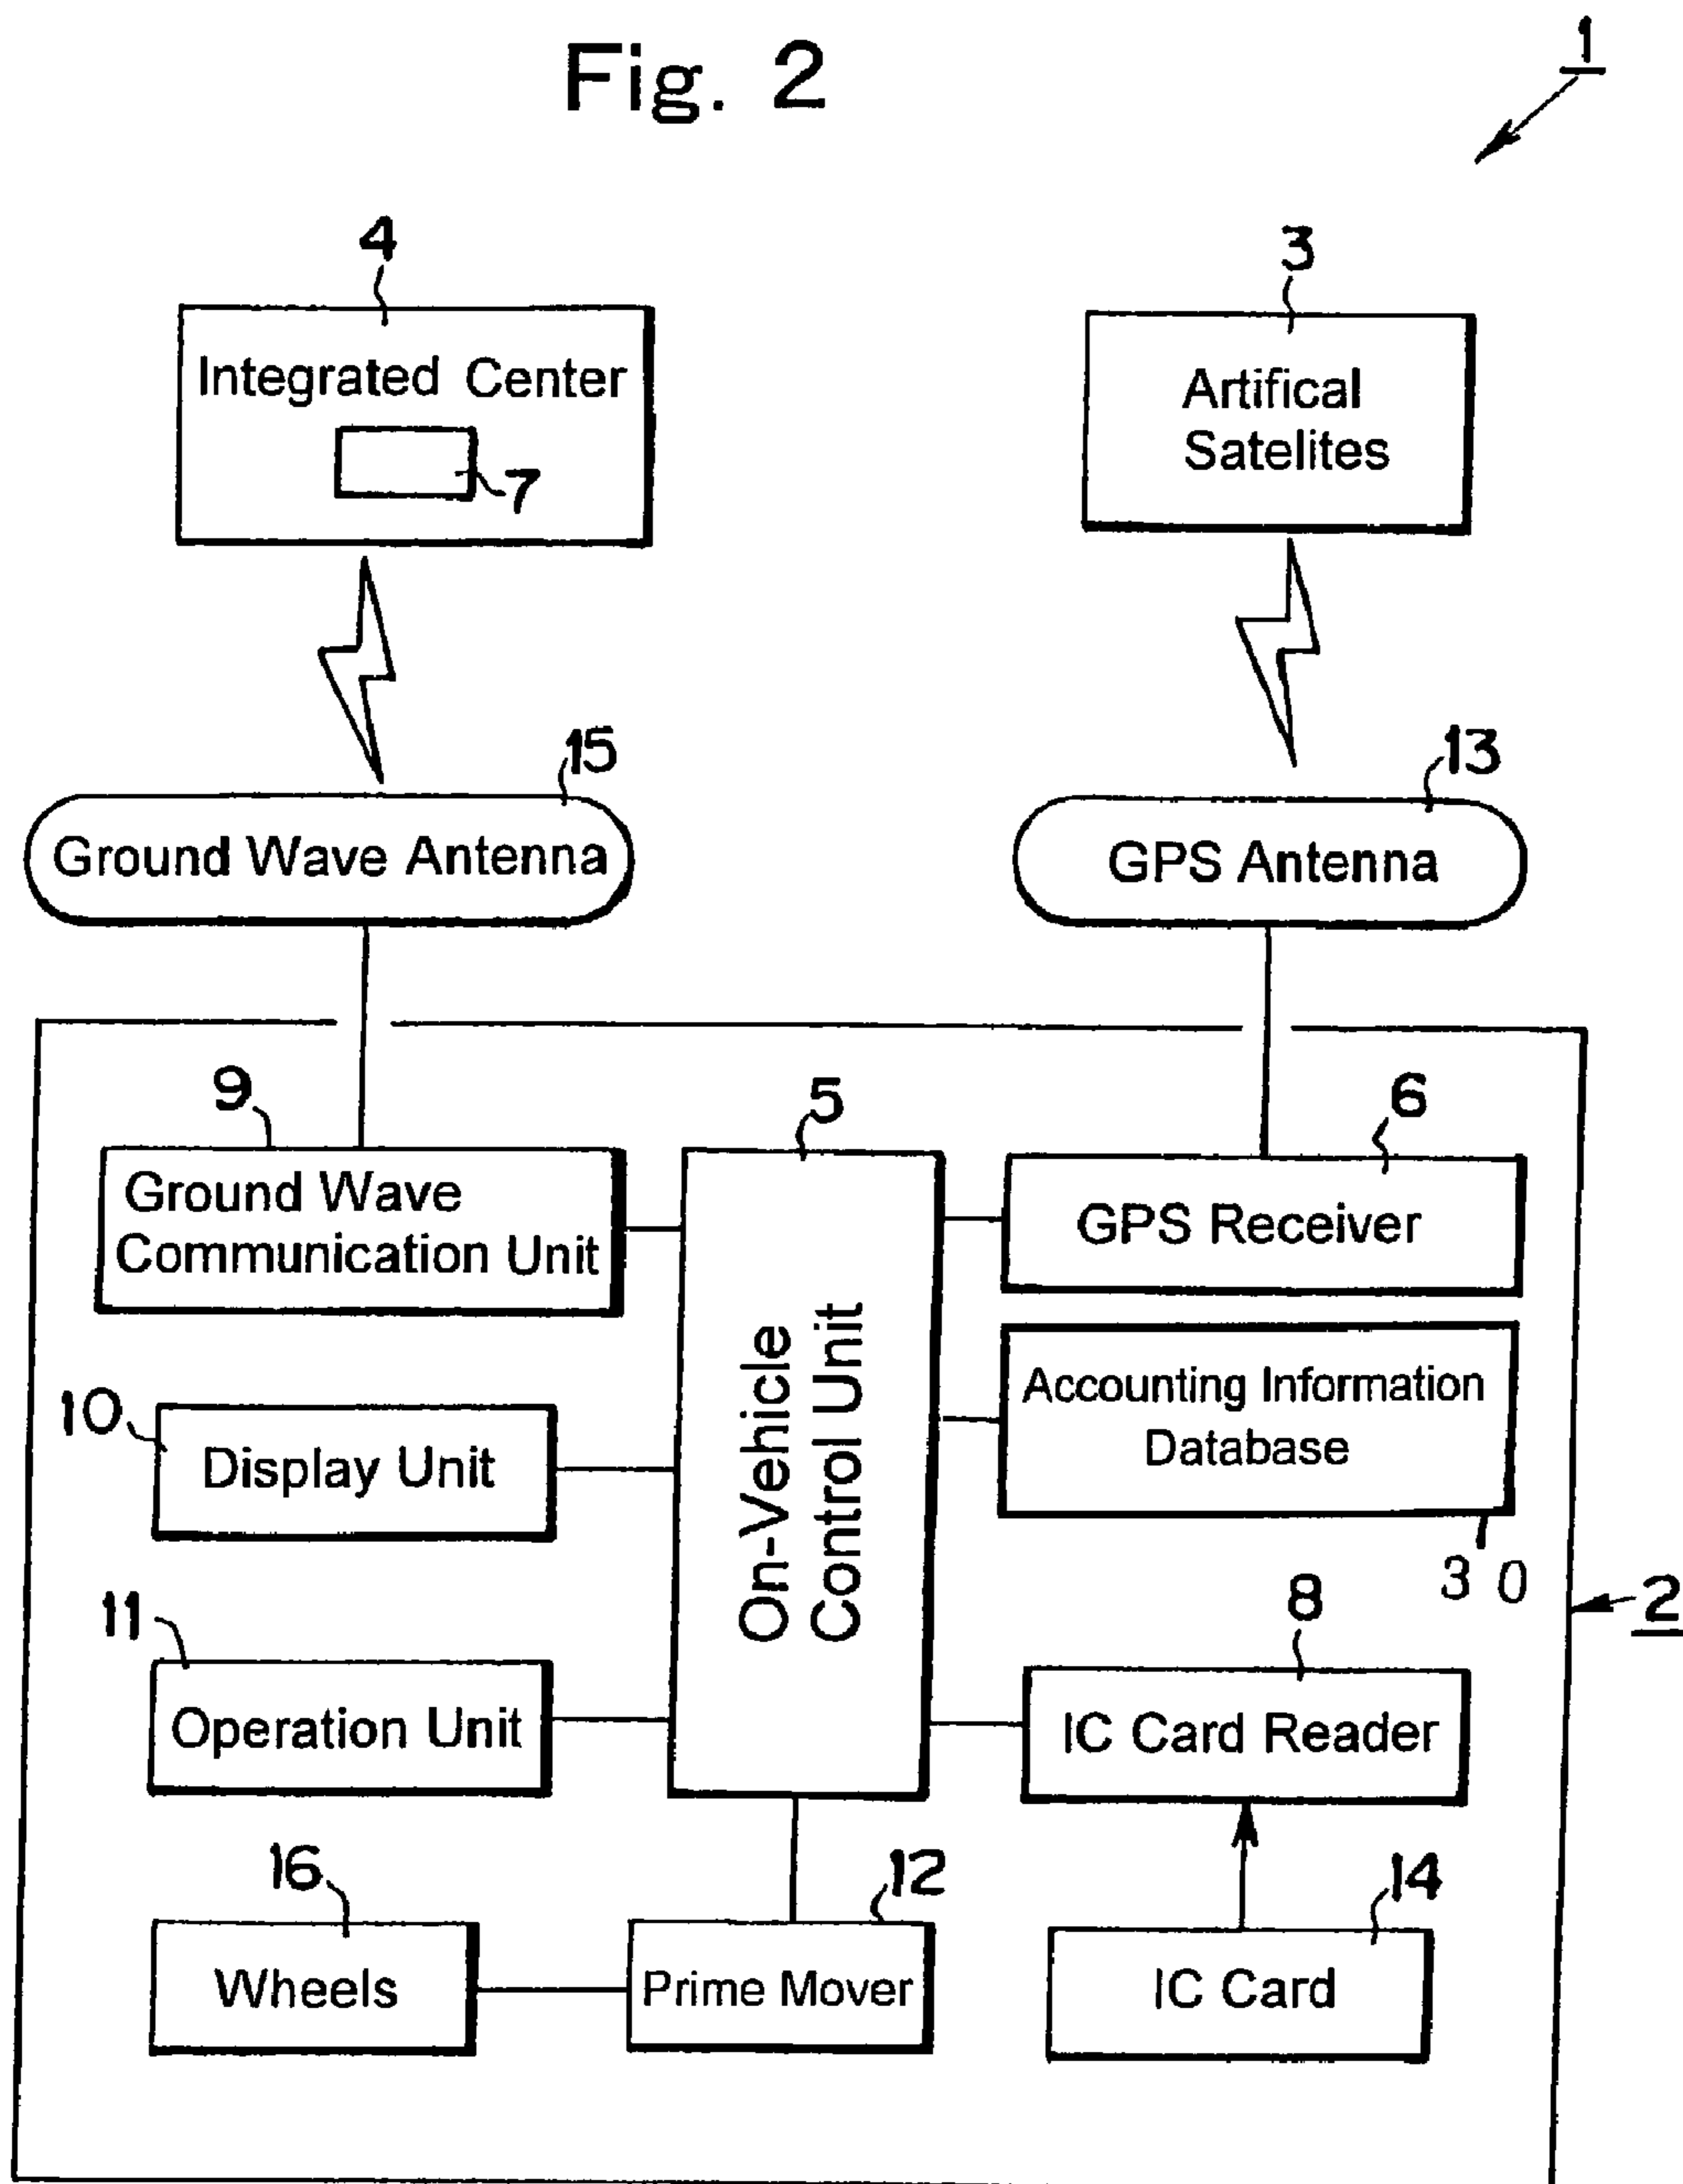 Fig. 2
1
4
3
Integrated Center
7
Artifical
Satelites
15
13
Ground Wave Antenna
GPS Antenna
9
5
6
Ground Wave
Communication Unit
On-Vehicle
Control Unit
GPS Receiver
Accounting Information
Database
30
10
Display Unit
2
11
8
Operation Unit
IC Card Reader
16
12
14
Wheels
Prime Mover
IC Card